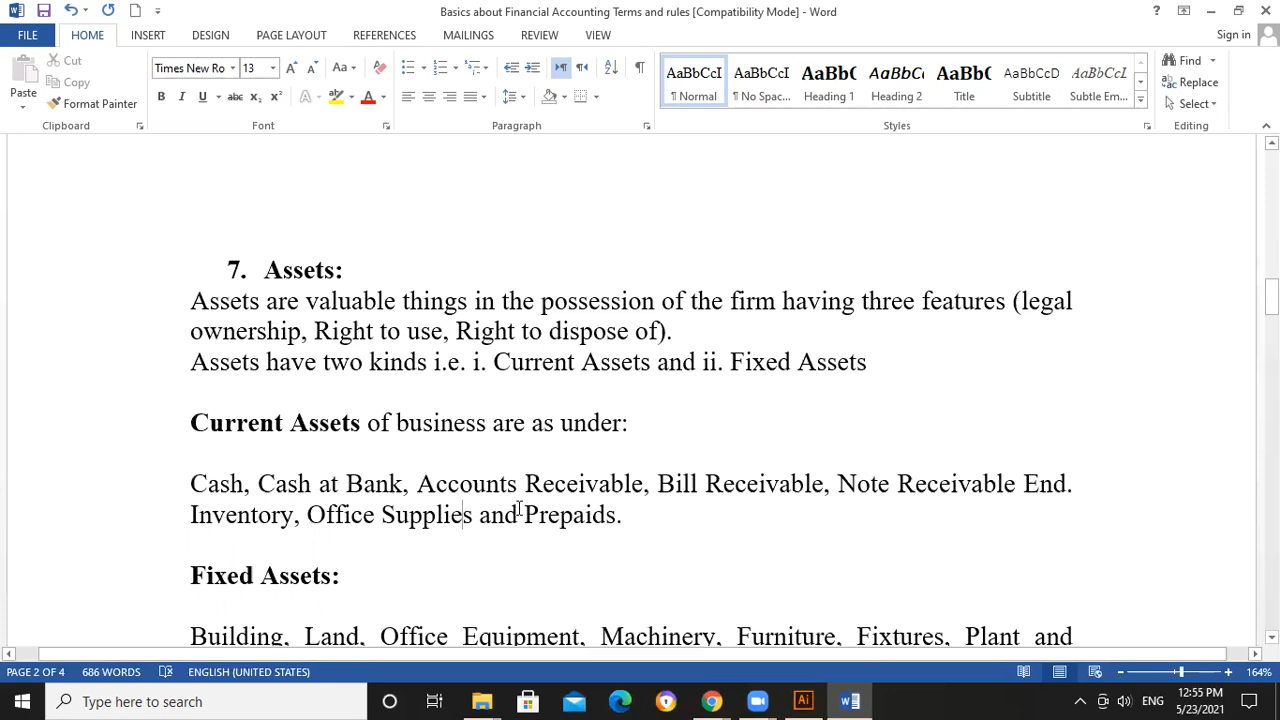 Basics about Financial Accounting Terms and rules [Compatibility Mode] - Word
?
FILE HOME INSERT DESIGN PAGE LAYOUT REFERENCES MAILINGS REVIEW VIEW Sign in
Paste
Cut
Copy
Format Painter
Clipboard
Times New Ro 13
Font
Paragraph
AaBbCcI AaBbCcI AaBbC AaBbCc AaBbC AaBbCcD AaBbCcI
¶ Normal ¶ No Spac... Heading 1 Heading 2 Title Subtitle Subtle Em...
Styles
Find
Replace
Select
Editing
7. Assets:
Assets are valuable things in the possession of the firm having three features (legal
ownership, Right to use, Right to dispose of).
Assets have two kinds i.e. i. Current Assets and ii. Fixed Assets
Current Assets of business are as under:
Cash, Cash at Bank, Accounts Receivable, Bill Receivable, Note Receivable End.
Inventory, Office Supplies and Prepaids.
Fixed Assets:
Building, Land, Office Equipment, Machinery, Furniture, Fixtures, Plant and
PAGE 2 OF 4 686 WORDS ENGLISH (UNITED STATES) 164%
Type here to search
ENG
12:55 PM
5/23/2021